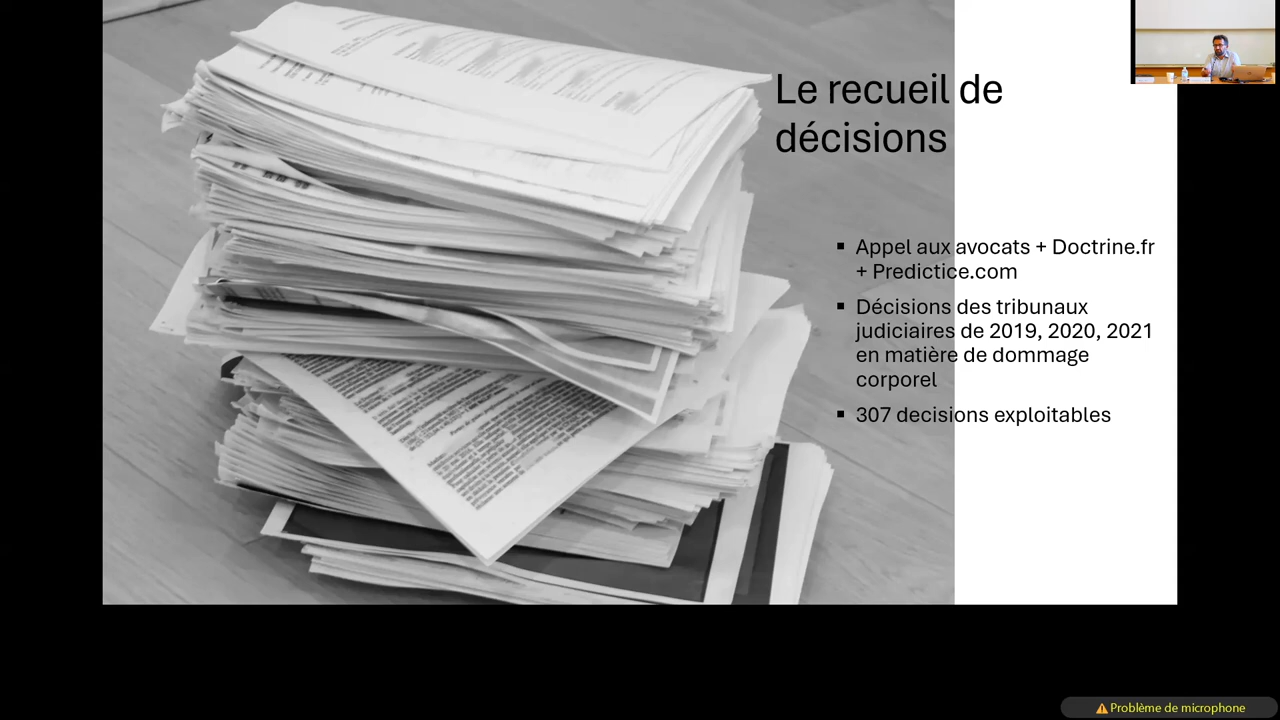 Le recueil de
décisions
▪ Appel aux avocats + Doctrine.fr
+ Predictice.com
▪ Décisions des tribunaux
judiciaires de 2019, 2020, 2021
en matière de dommage
corporel
▪ 307 decisions exploitables
⚠ Problème de microphone